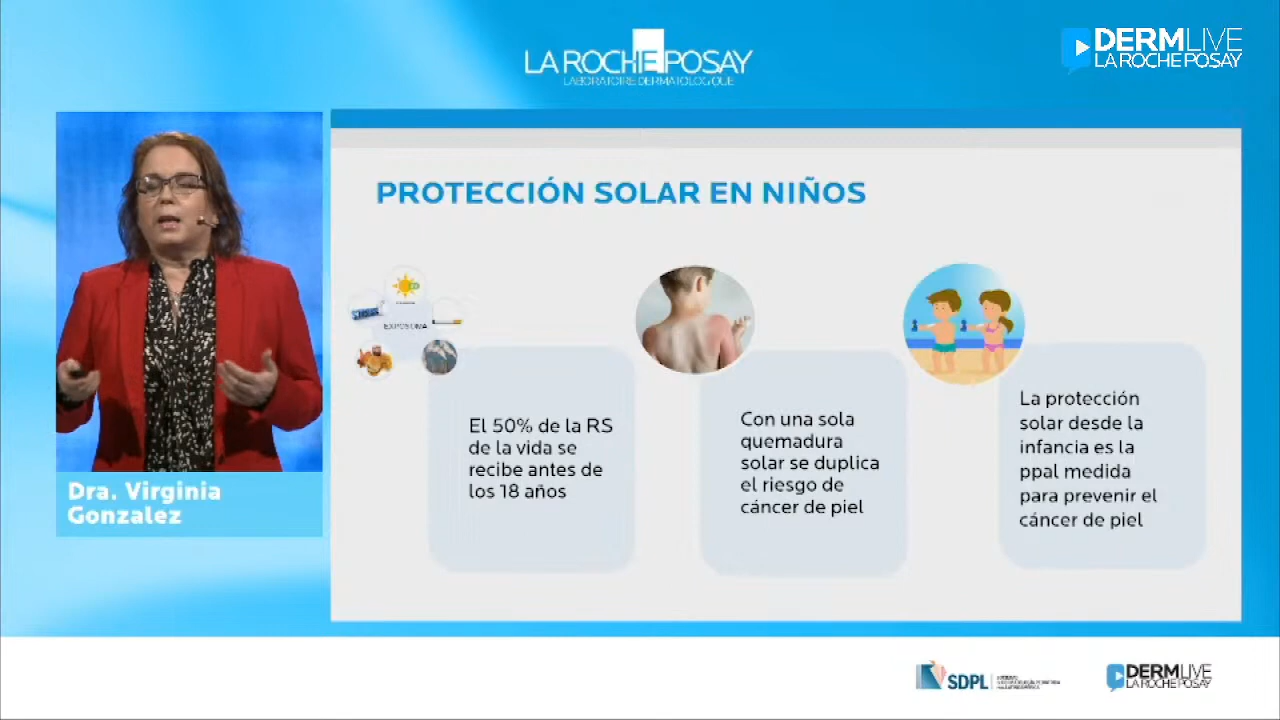 LA ROCHE POSAY
LABORATOIRE DERMATOLOGIQUE
DERMLIVE
LA ROCHE POSAY
PROTECCIÓN SOLAR EN NIÑOS
EXPOSOMA
El 50% de la RS
de la vida se
recibe antes de
los 18 años
Con una sola
quemadura
solar se duplica
el riesgo de
cáncer de piel
La protección
solar desde la
infancia es la
ppal medida
para prevenir el
cáncer de piel
Dra. Virginia
Gonzalez
SDPL
DERMLIVE
LA ROCHE POSAY